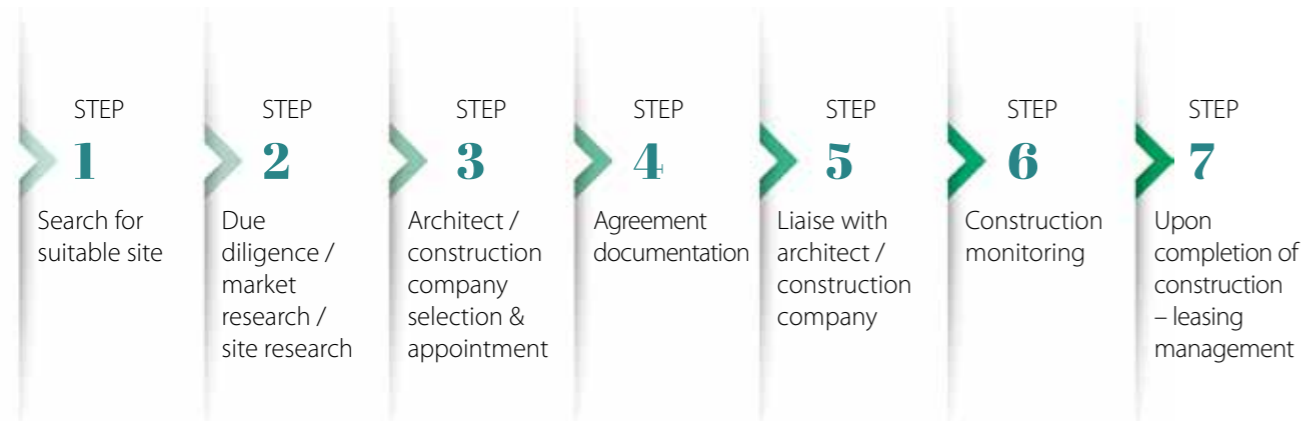 STEP
1
Search for
suitable site
STEP
2
Due
diligence /
market
research /
site research
STEP
3
Architect /
construction
company
selection &
appointment
STEP
4
Agreement
documentation
STEP
5
Liaise with
architect /
construction
company
STEP
6
Construction
monitoring
STEP
7
Upon
completion of
construction
– leasing
management